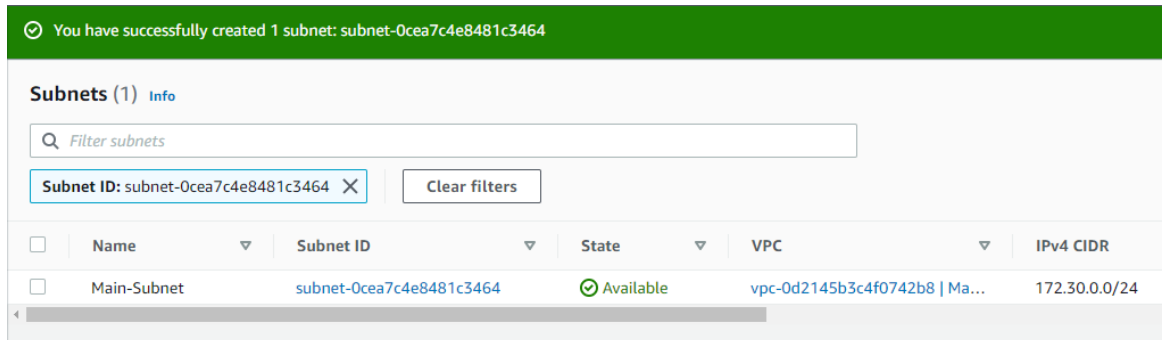 You have successfully created 1 subnet: subnet-0cea7c4e8481c3464
Subnets (1) Info
Filter subnets
Subnet ID: subnet-0cea7c4e8481c3464 Clear filters
Name Subnet ID State VPC IPv4 CIDR
Main-Subnet subnet-0cea7c4e8481c3464 Available vpc-0d2145b3c4f0742b8 | Ma... 172.30.0.0/24